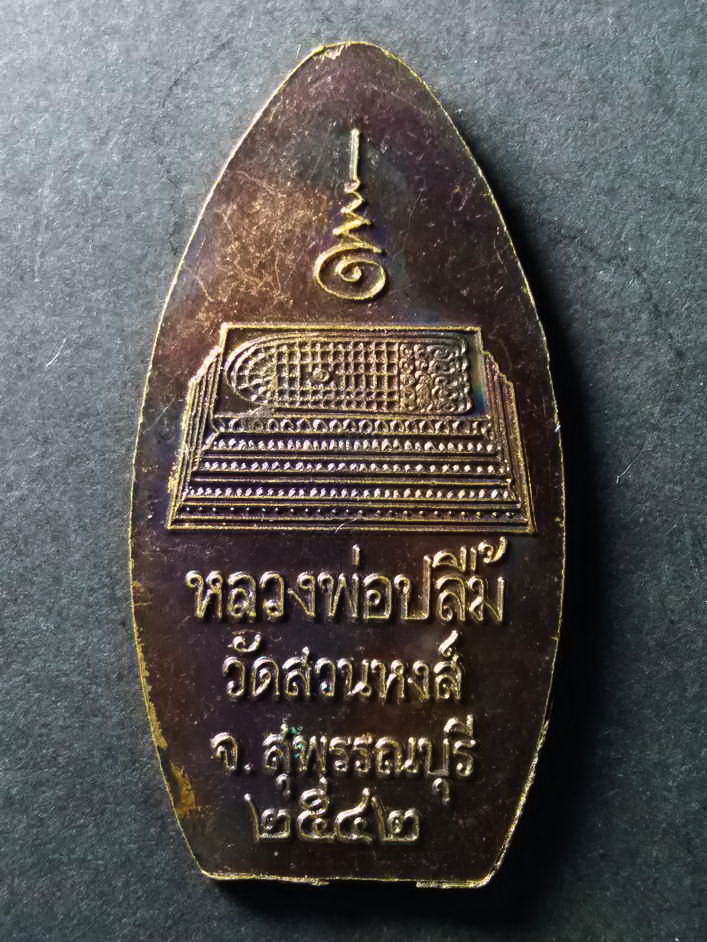 หลวงพ่อปลื้ม
วัดสวนหงส์
จ. สุพรรณบุรี
๒๕๔๒